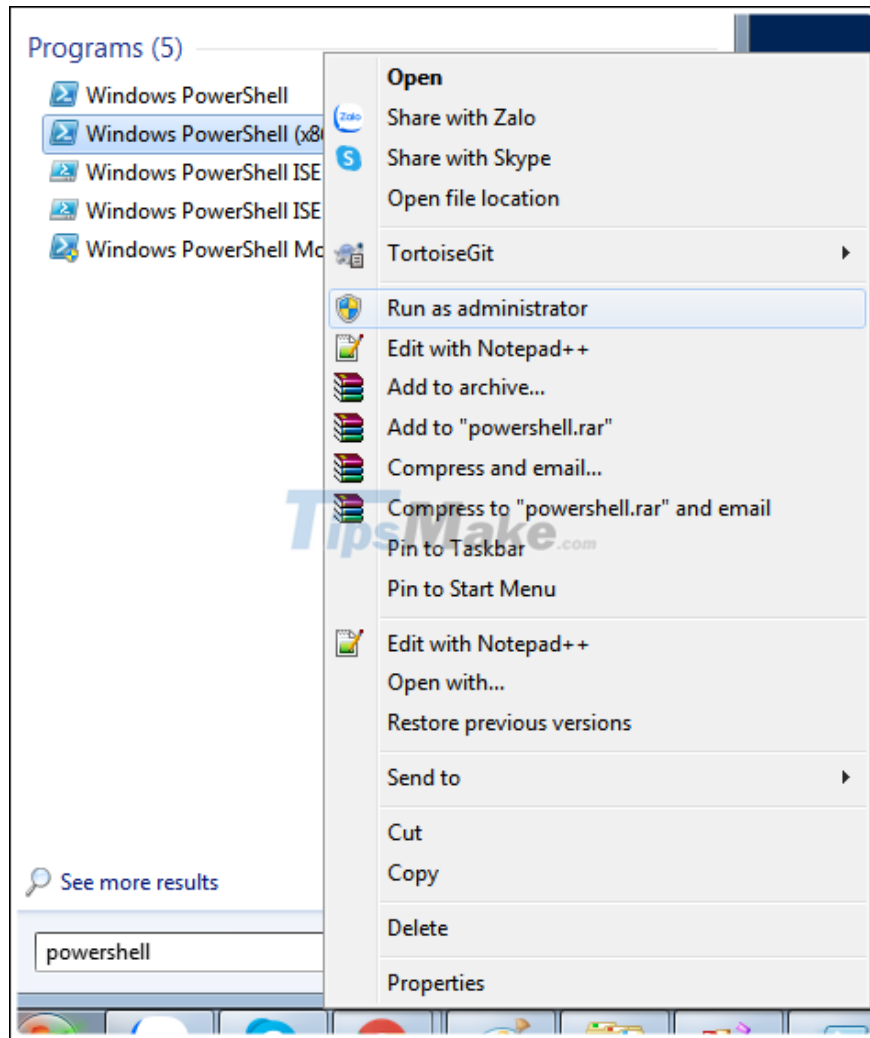 Programs (5)
Windows PowerShell
Windows PowerShell (x86
Windows PowerShell ISE
Windows PowerShell ISE
Windows PowerShell Mo
See more results
powershell
Open
Zalo
Share with Zalo
Share with Skype
Open file location
TortoiseGit
Run as administrator
Edit with Notepad++
Add to archive...
Add to "powershell.rar"
Compress and email...
Compress to "powershell.rar" and email
TipsMake.com
Pin to Taskbar
Pin to Start Menu
Edit with Notepad++
Open with...
Restore previous versions
Send to
Cut
Copy
Delete
Properties